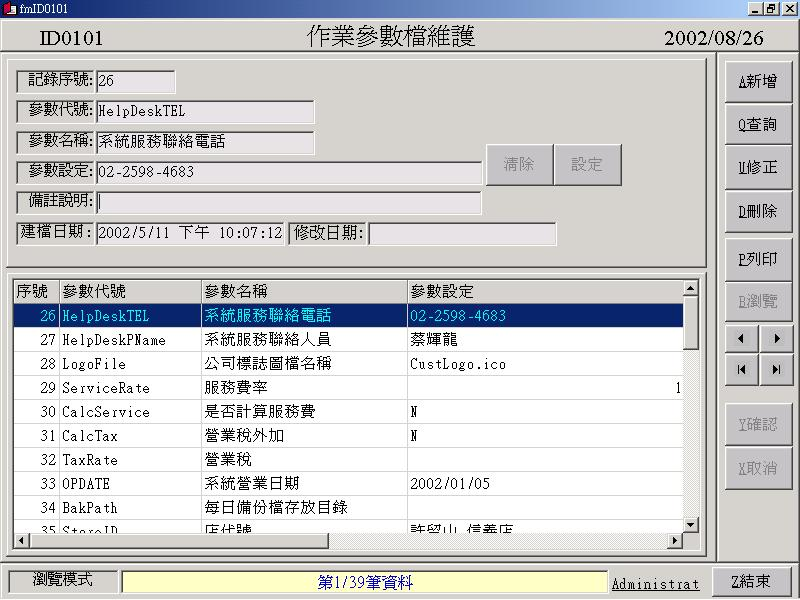 fmID0101
ID0101 作業參數檔維護 2002/08/26
記錄序號: 26
參數代號: HelpDeskTEL
參數名稱: 系統服務聯絡電話
參數設定: 02-2598-4683
清除 設定
備註說明:
建檔日期: 2002/5/11 下午 10:07:12 修改日期:
A新增
Q查詢
U修正
D刪除
P列印
B瀏覽
Y確認
X取消
序號 參數代號 參數名稱 參數設定
26 HelpDeskTEL 系統服務聯絡電話 02-2598-4683
27 HelpDeskPName 系統服務聯絡人員 蔡輝龍
28 LogoFile 公司標誌圖檔名稱 CustLogo.ico
29 ServiceRate 服務費率 1
30 CalcService 是否計算服務費 N
31 CalcTax 營業稅外加 N
32 TaxRate 營業稅
33 OPDATE 系統營業日期 2002/01/05
34 BakPath 每日備份檔存放目錄
35 StoreID 店代號 許留山 信義店
瀏覽模式 第1/39筆資料 Administrat Z結束